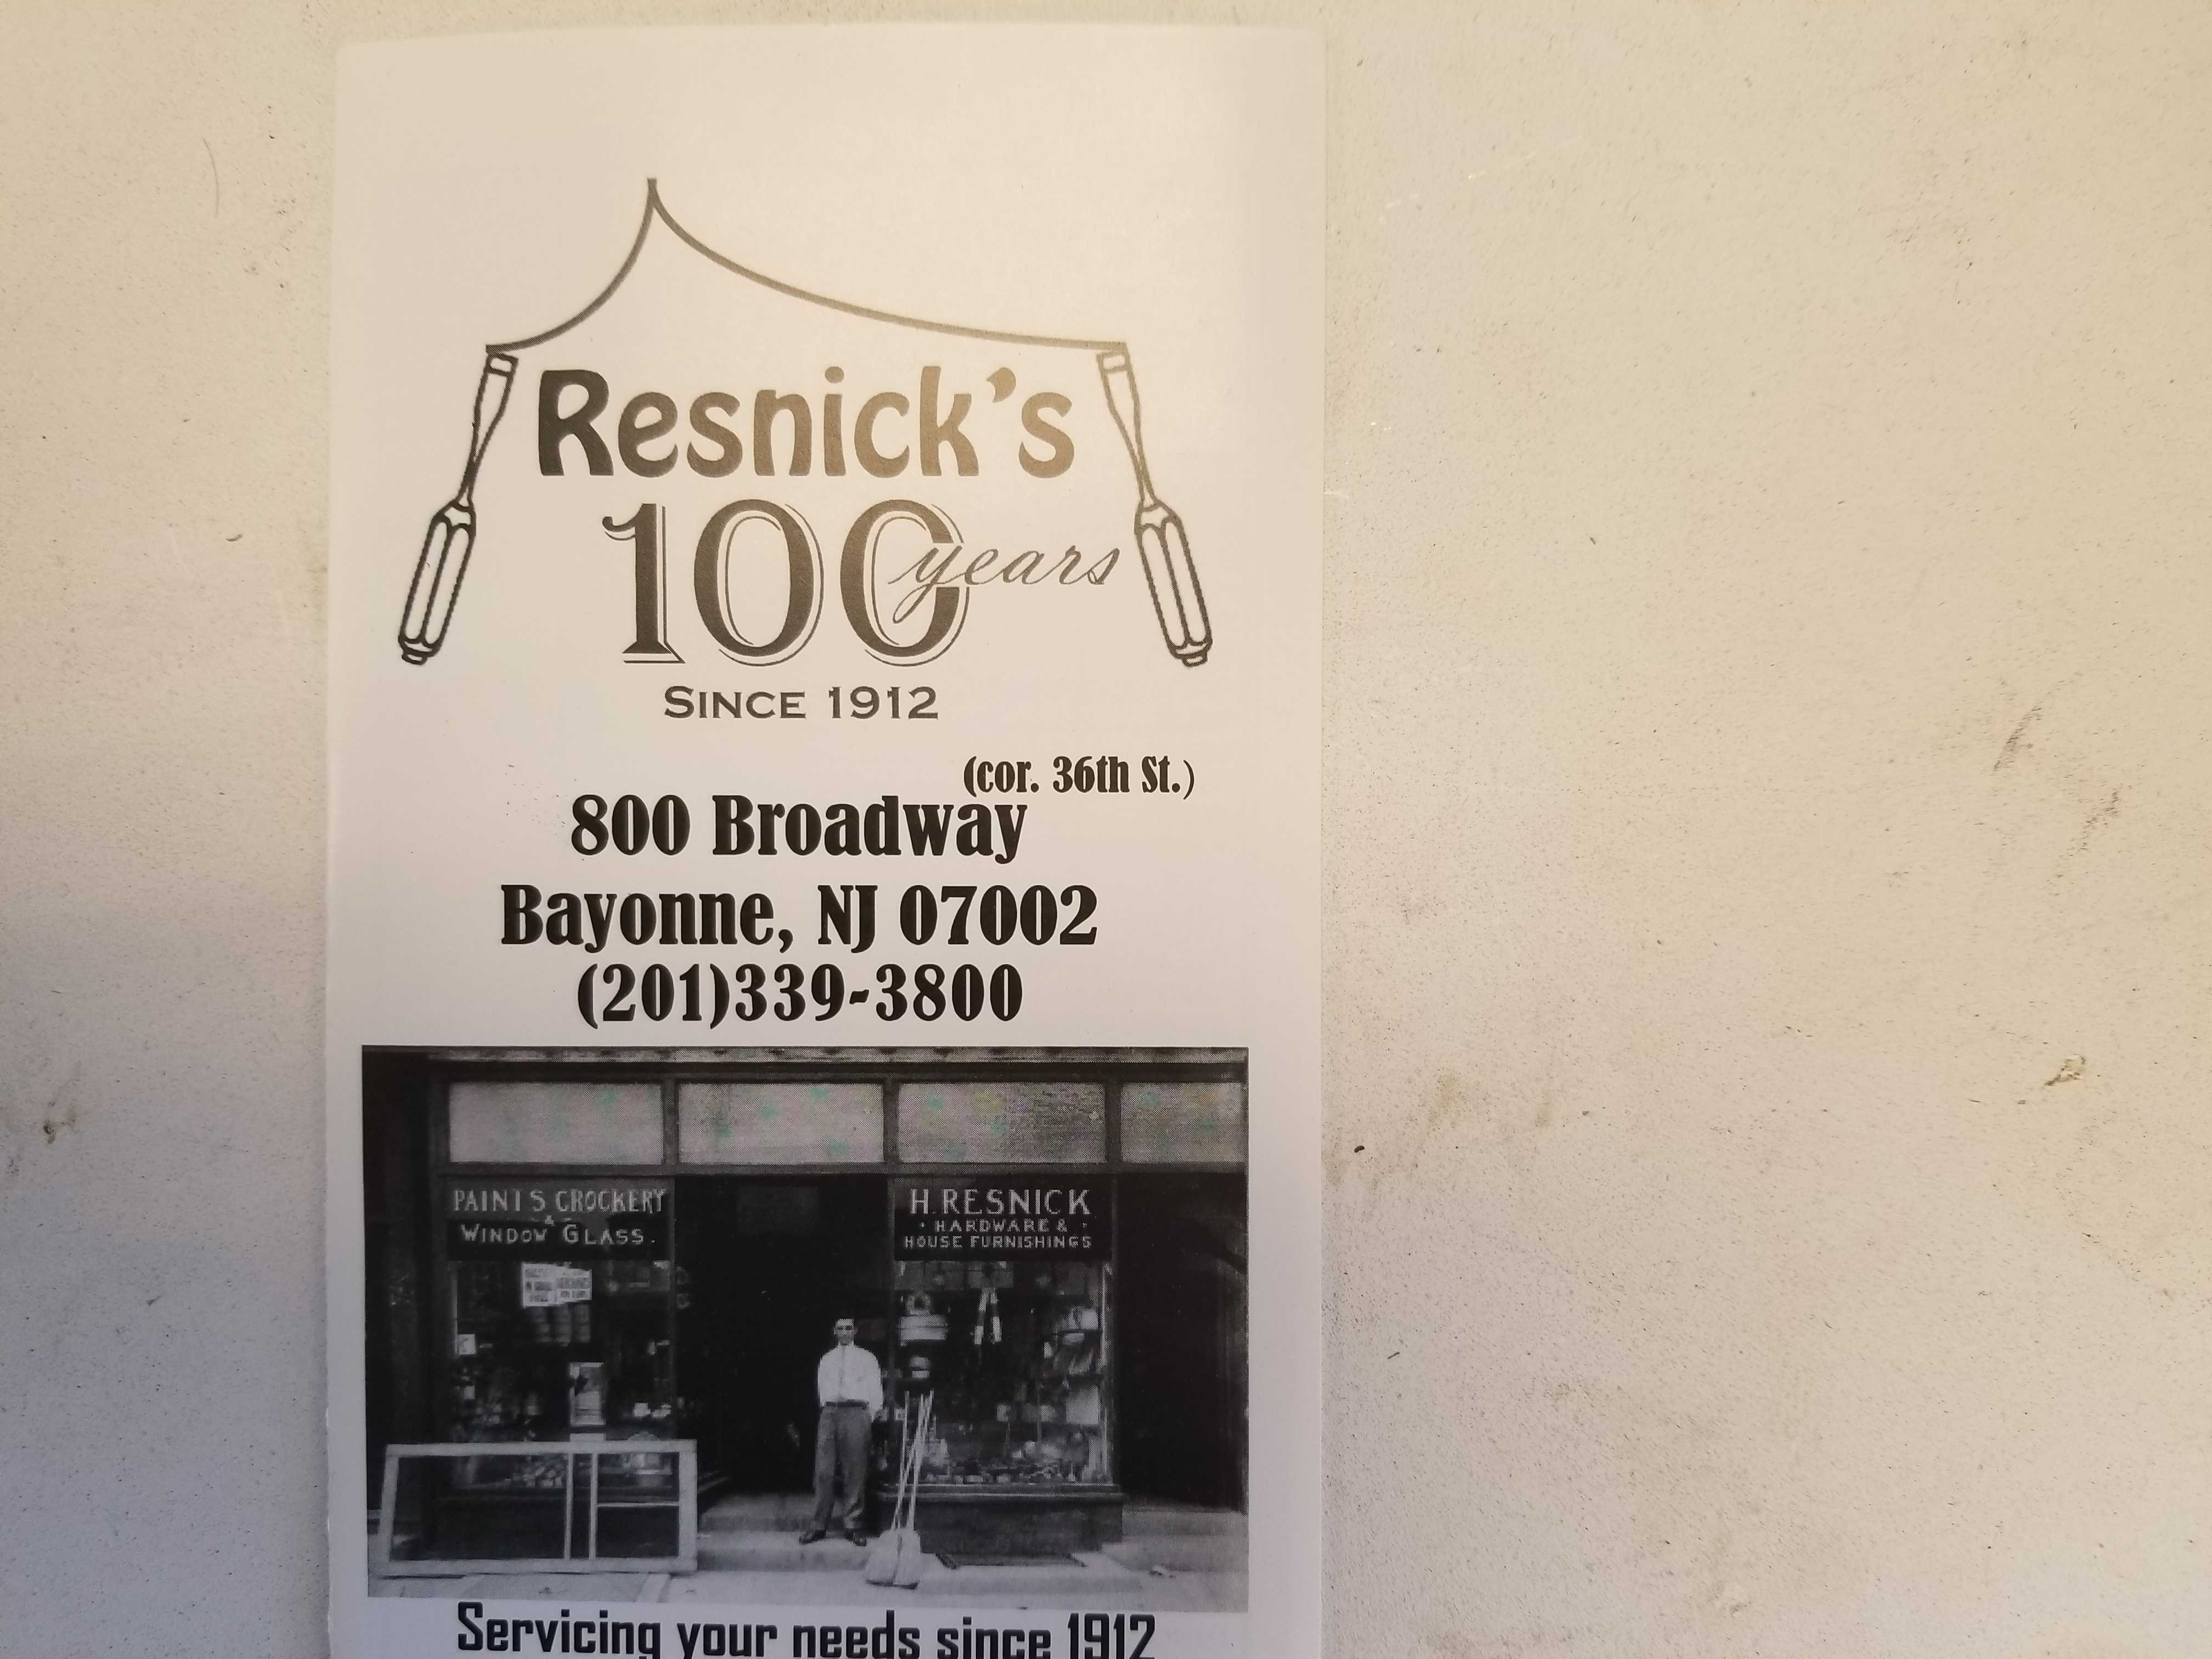 Resnick's
100 years
SINCE 1912
(cor. 36th St.)
800 Broadway
Bayonne, NJ 07002
(201)339-3800
PAINTS CROCKERY
&
WINDOW GLASS.
H. RESNICK
HARDWARE &
HOUSE FURNISHINGS
Servicing your needs since 1912